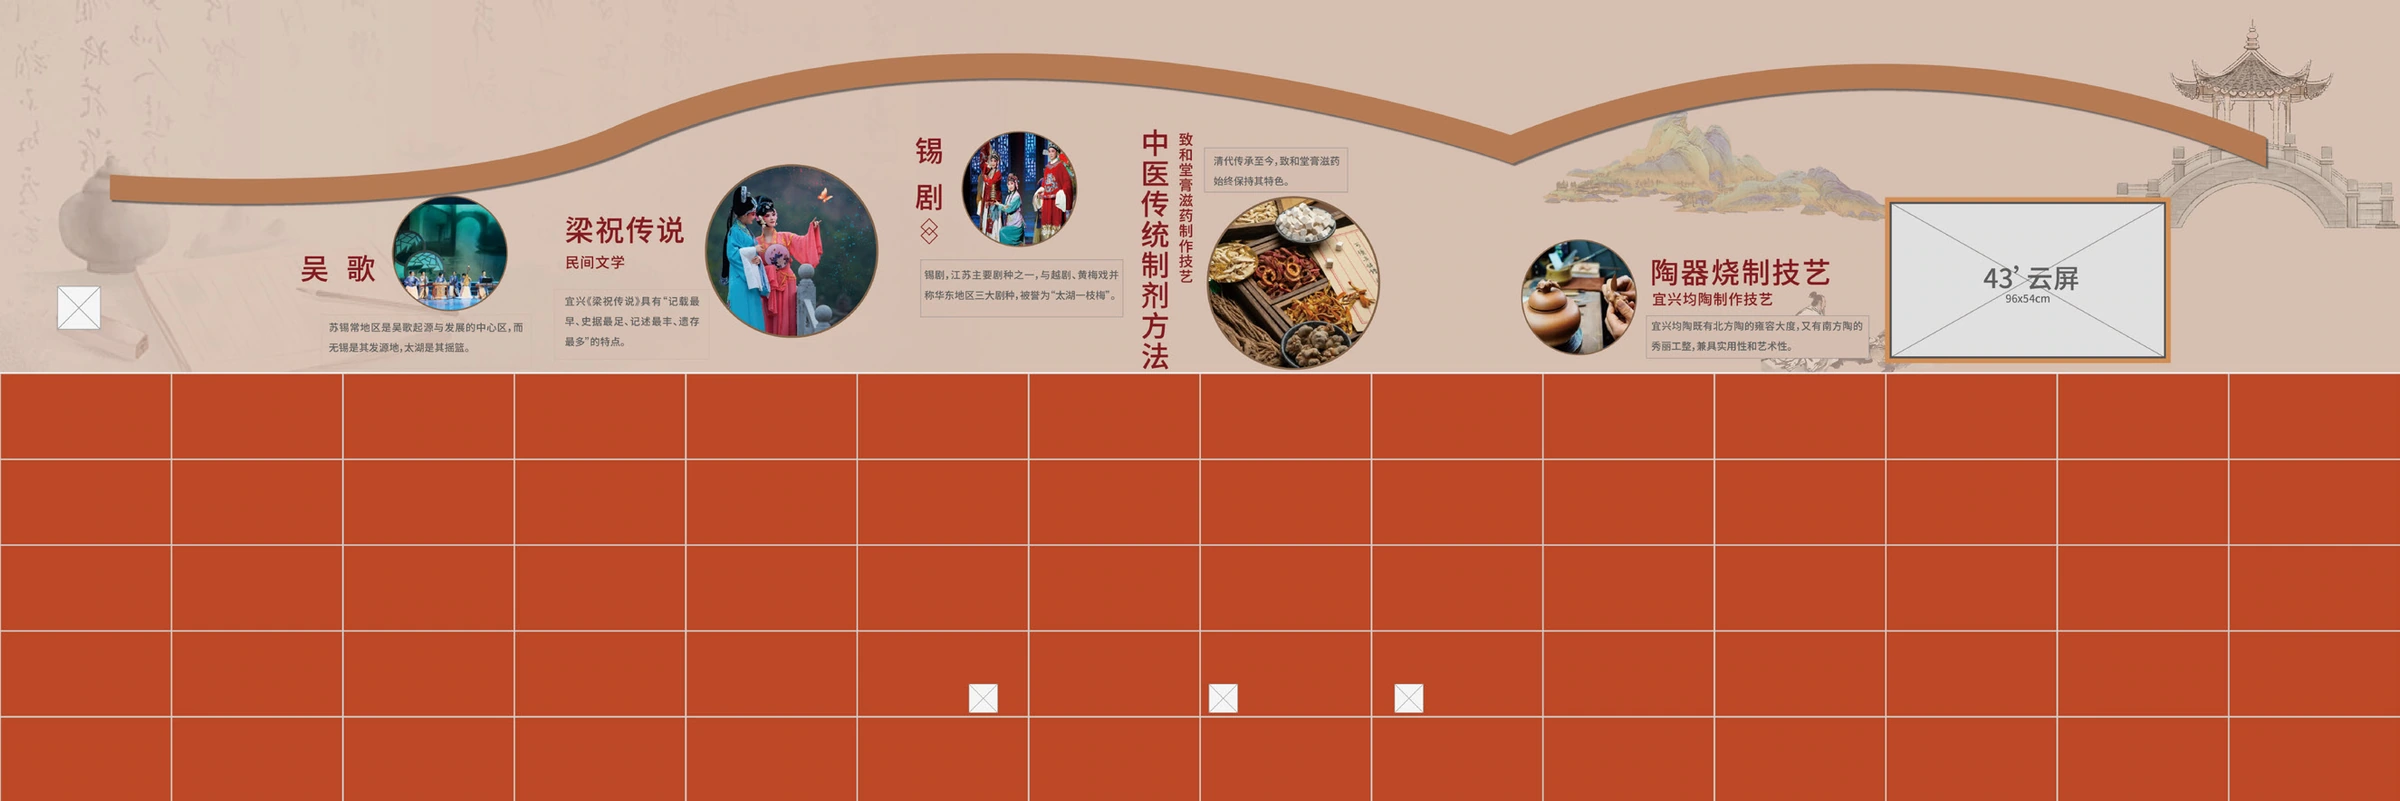 吴歌
苏锡常地区是吴歌起源与发展的中心区,而
无锡是其发源地,太湖是其摇篮。
梁祝传说
民间文学
宜兴《梁祝传说》具有“记载最
早、史据最足、记述最丰、遗存
最多”的特点。
锡剧
锡剧,江苏主要剧种之一,与越剧、黄梅戏并
称华东地区三大剧种,被誉为“太湖一枝梅”。
中医传统制剂方法
致和堂膏滋药制作技艺
清代传承至今,致和堂膏滋药
始终保持其特色。
陶器烧制技艺
宜兴均陶制作技艺
宜兴均陶既有北方陶的雍容大度,又有南方陶的
秀丽工整,兼具实用性和艺术性。
43’云屏
96x54cm